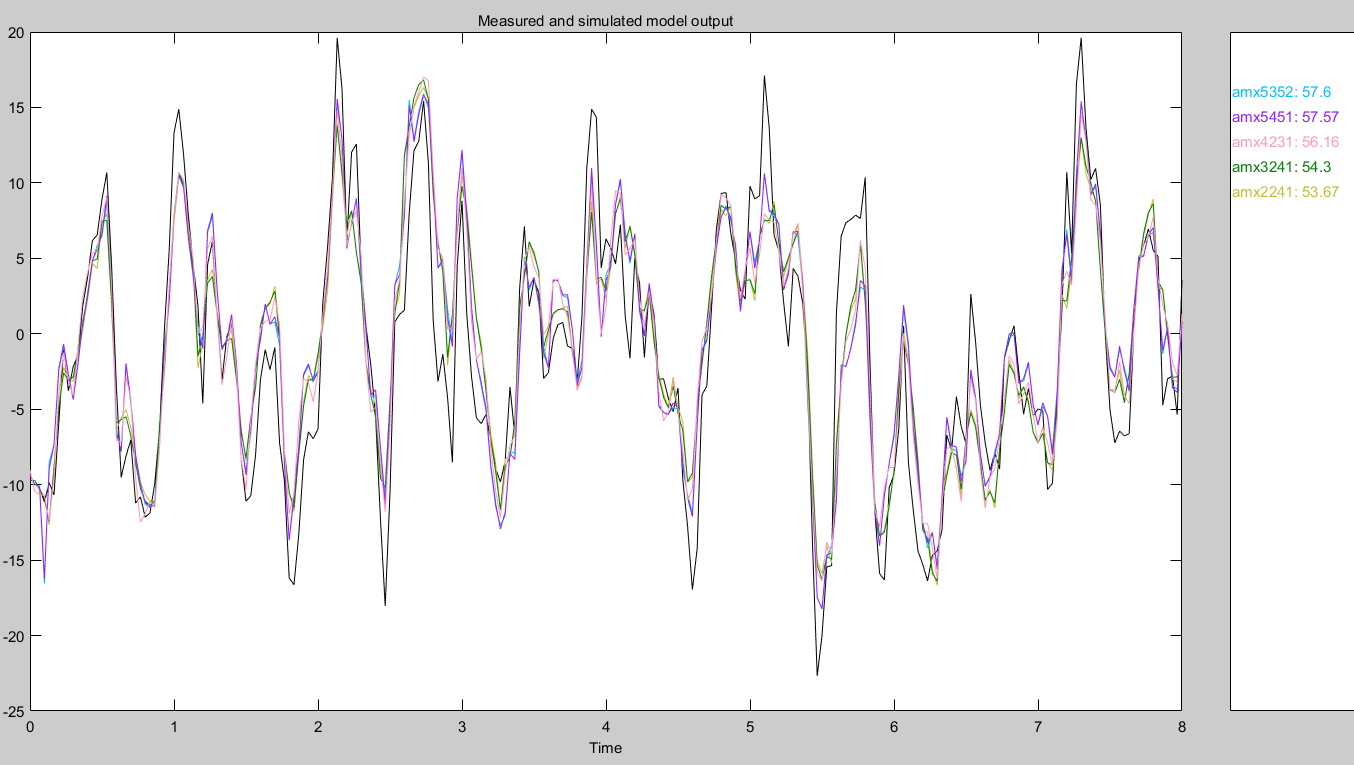 Measured and simulated model output
20
15
10
5
0
-5
-10
-15
-20
-25
0 1 2 3 4 5 6 7 8
Time
amx5352: 57.6
amx5451: 57.57
amx4231: 56.16
amx3241: 54.3
amx2241: 53.67